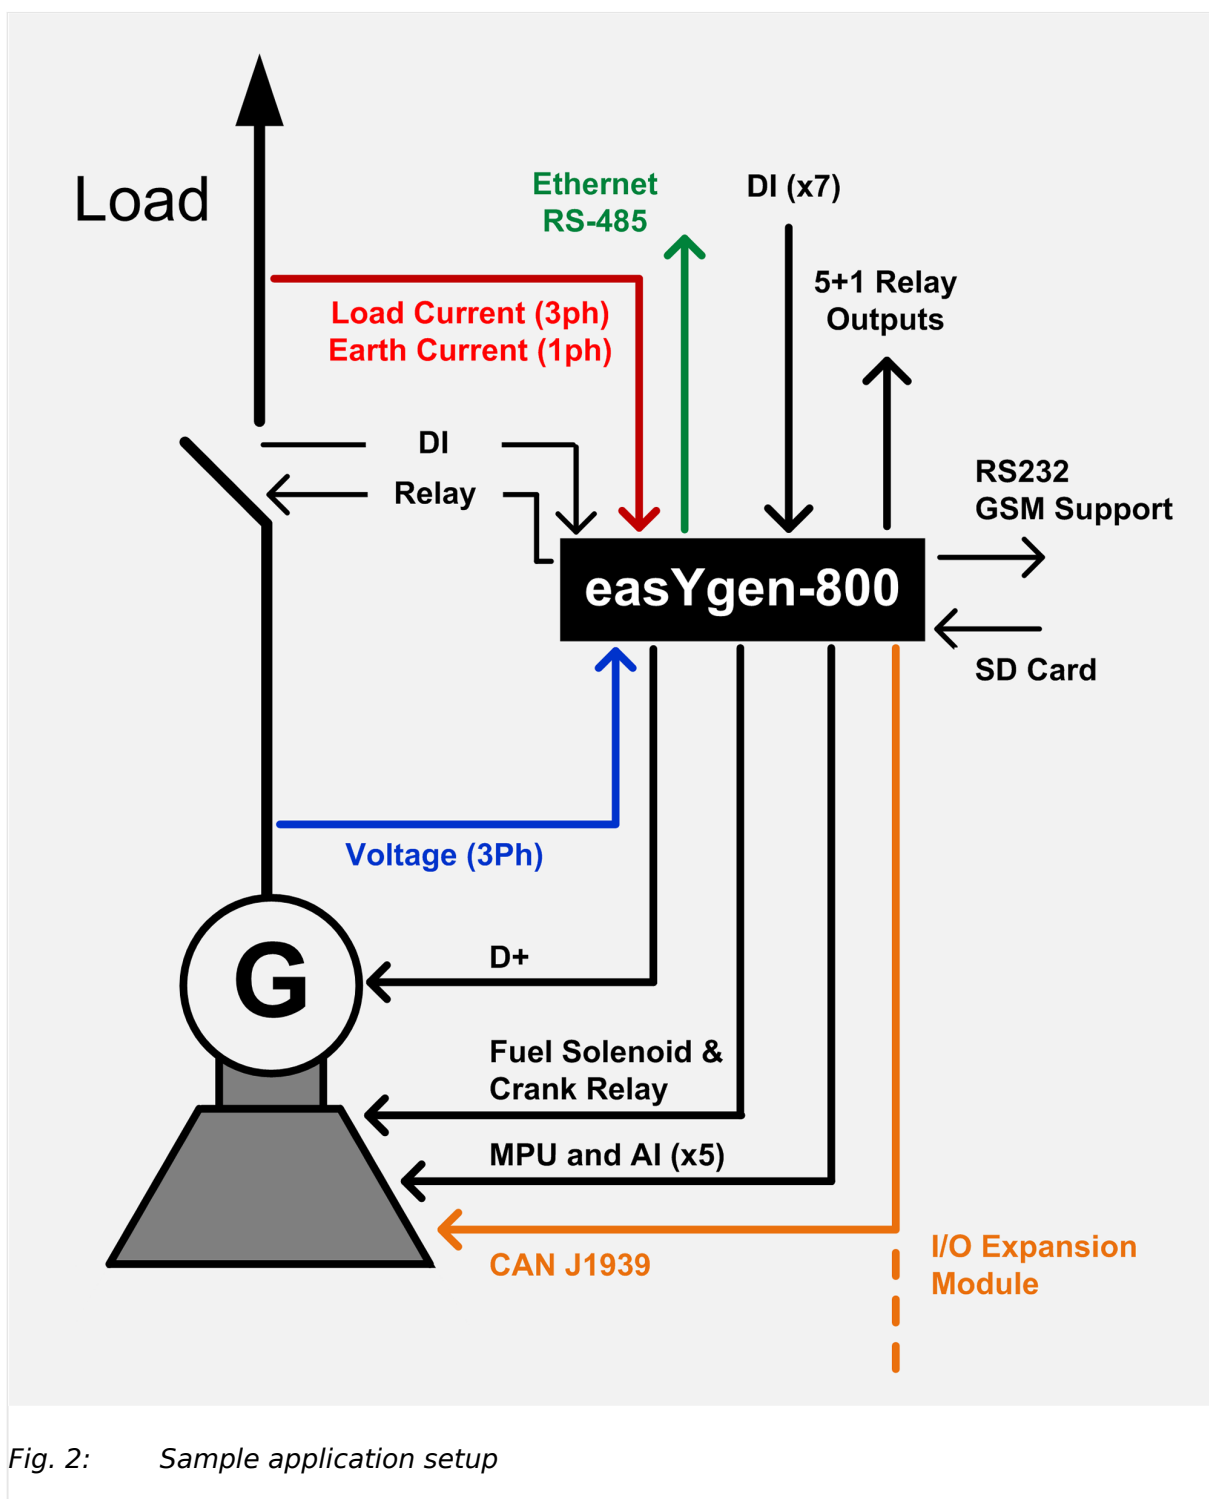 Load
Ethernet
RS-485
DI (x7)
5+1 Relay
Outputs
Load Current (3ph)
Earth Current (1ph)
DI
Relay
RS232
GSM Support
easYgen-800
SD Card
Voltage (3Ph)
G
D+
Fuel Solenoid &
Crank Relay
MPU and AI (x5)
CAN J1939
I/O Expansion
Module
Fig. 2: Sample application setup